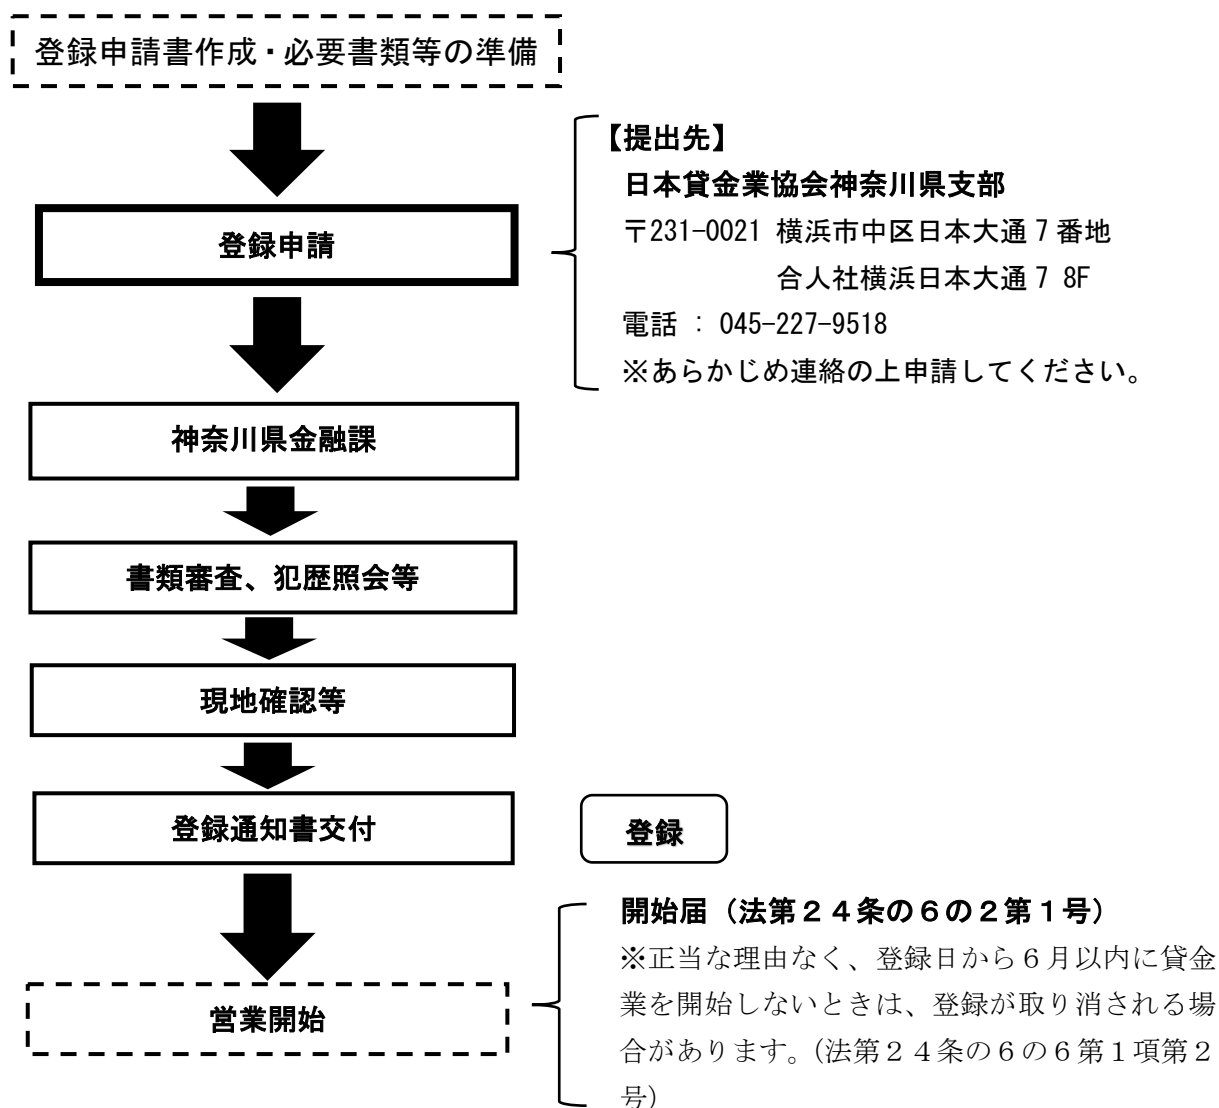 登録申請書作成・必要書類等の準備
登録申請
【提出先】
日本貸金業協会神奈川県支部
〒231-0021 横浜市中区日本大通7番地
合人社横浜日本大通7 8F
電話 : 045-227-9518
※あらかじめ連絡の上申請してください。
神奈川県金融課
書類審査、犯歴照会等
現地確認等
登録通知書交付
登録
営業開始
開始届(法第24条の6の2第1号)
※正当な理由なく、登録日から6月以内に貸金
業を開始しないときは、登録が取り消される場
合があります。(法第24条の6の6第1項第2
号)